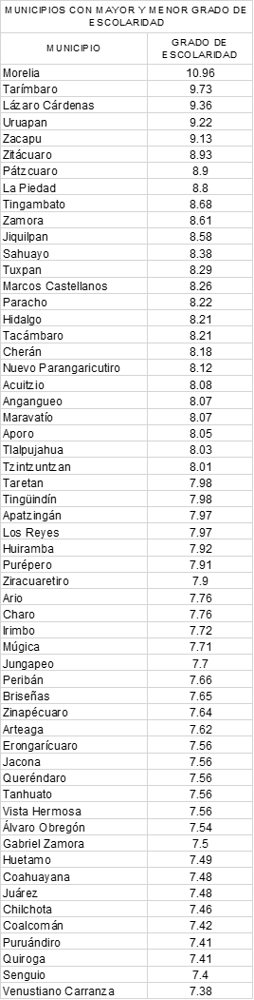 MUNICIPIOS CON MAYOR Y MENOR GRADO DE
ESCOLARIDAD
MUNICIPIO GRADO DE
ESCOLARIDAD
Morelia 10.96
Tarímbaro 9.73
Lázaro Cárdenas 9.36
Uruapan 9.22
Zacapu 9.13
Zitácuaro 8.93
Pátzcuaro 8.9
La Piedad 8.8
Tingambato 8.68
Zamora 8.61
Jiquilpan 8.58
Sahuayo 8.38
Tuxpan 8.29
Marcos Castellanos 8.26
Paracho 8.22
Hidalgo 8.21
Tacámbaro 8.21
Cherán 8.18
Nuevo Parangaricutiro 8.12
Acuitzio 8.08
Angangueo 8.07
Maravatío 8.07
Aporo 8.05
Tlalpujahua 8.03
Tzintzuntzan 8.01
Taretan 7.98
Tingüindín 7.98
Apatzingán 7.97
Los Reyes 7.97
Huiramba 7.92
Purépero 7.91
Ziracuaretiro 7.9
Ario 7.76
Charo 7.76
Irimbo 7.72
Múgica 7.71
Jungapeo 7.7
Peribán 7.66
Briseñas 7.65
Zinapécuaro 7.64
Arteaga 7.62
Erongarícuaro 7.56
Jacona 7.56
Queréndaro 7.56
Tanhuato 7.56
Vista Hermosa 7.56
Álvaro Obregón 7.54
Gabriel Zamora 7.5
Huetamo 7.49
Coahuayana 7.48
Juárez 7.48
Chilchota 7.46
Coalcomán 7.42
Puruándiro 7.41
Quiroga 7.41
Senguio 7.4
Venustiano Carranza 7.38